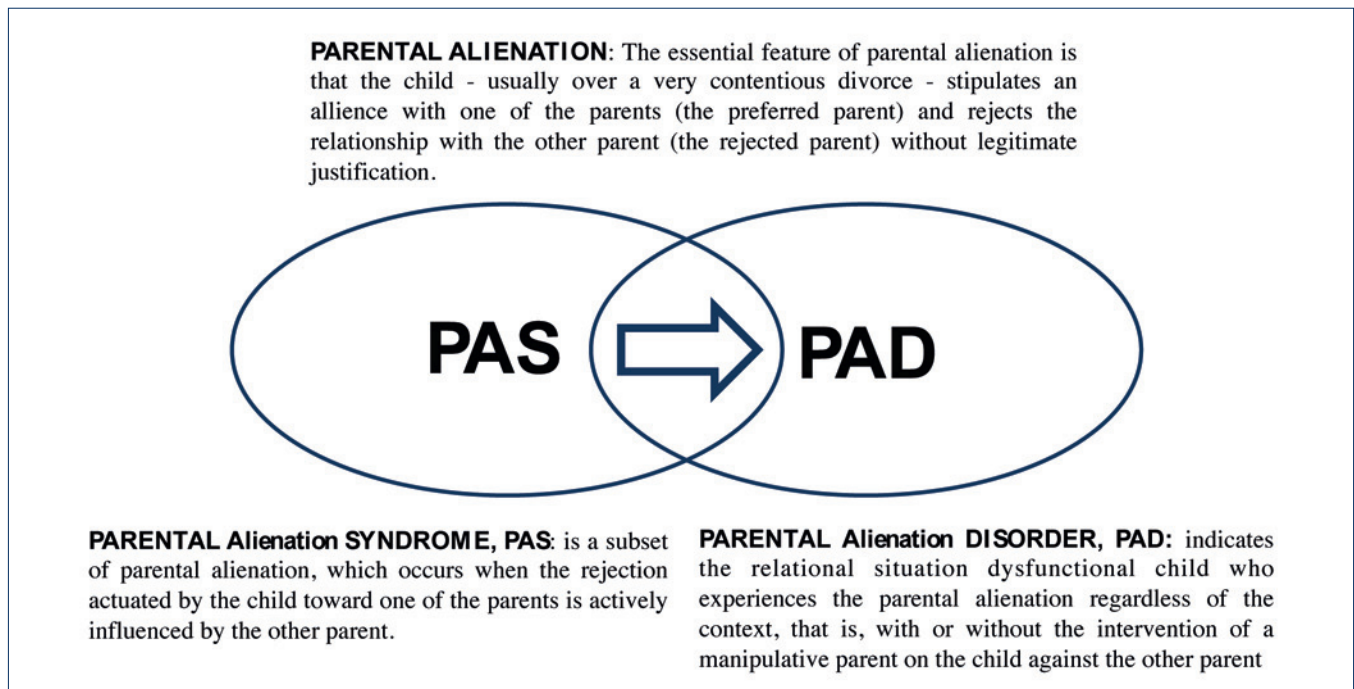 PARENTAL ALIENATION: The essential feature of parental alienation is
that the child - usually over a very contentious divorce - stipulates an
allience with one of the parents (the preferred parent) and rejects the
relationship with the other parent (the rejected parent) without legitimate
justification.
PAS
PAD
PARENTAL Alienation SYNDROME, PAS: is a subset
of parental alienation, which occurs when the rejection
actuated by the child toward one of the parents is actively
influenced by the other parent.
PARENTAL Alienation DISORDER, PAD: indicates
the relational situation dysfunctional child who
experiences the parental alienation regardless of the
context, that is, with or without the intervention of a
manipulative parent on the child against the other parent